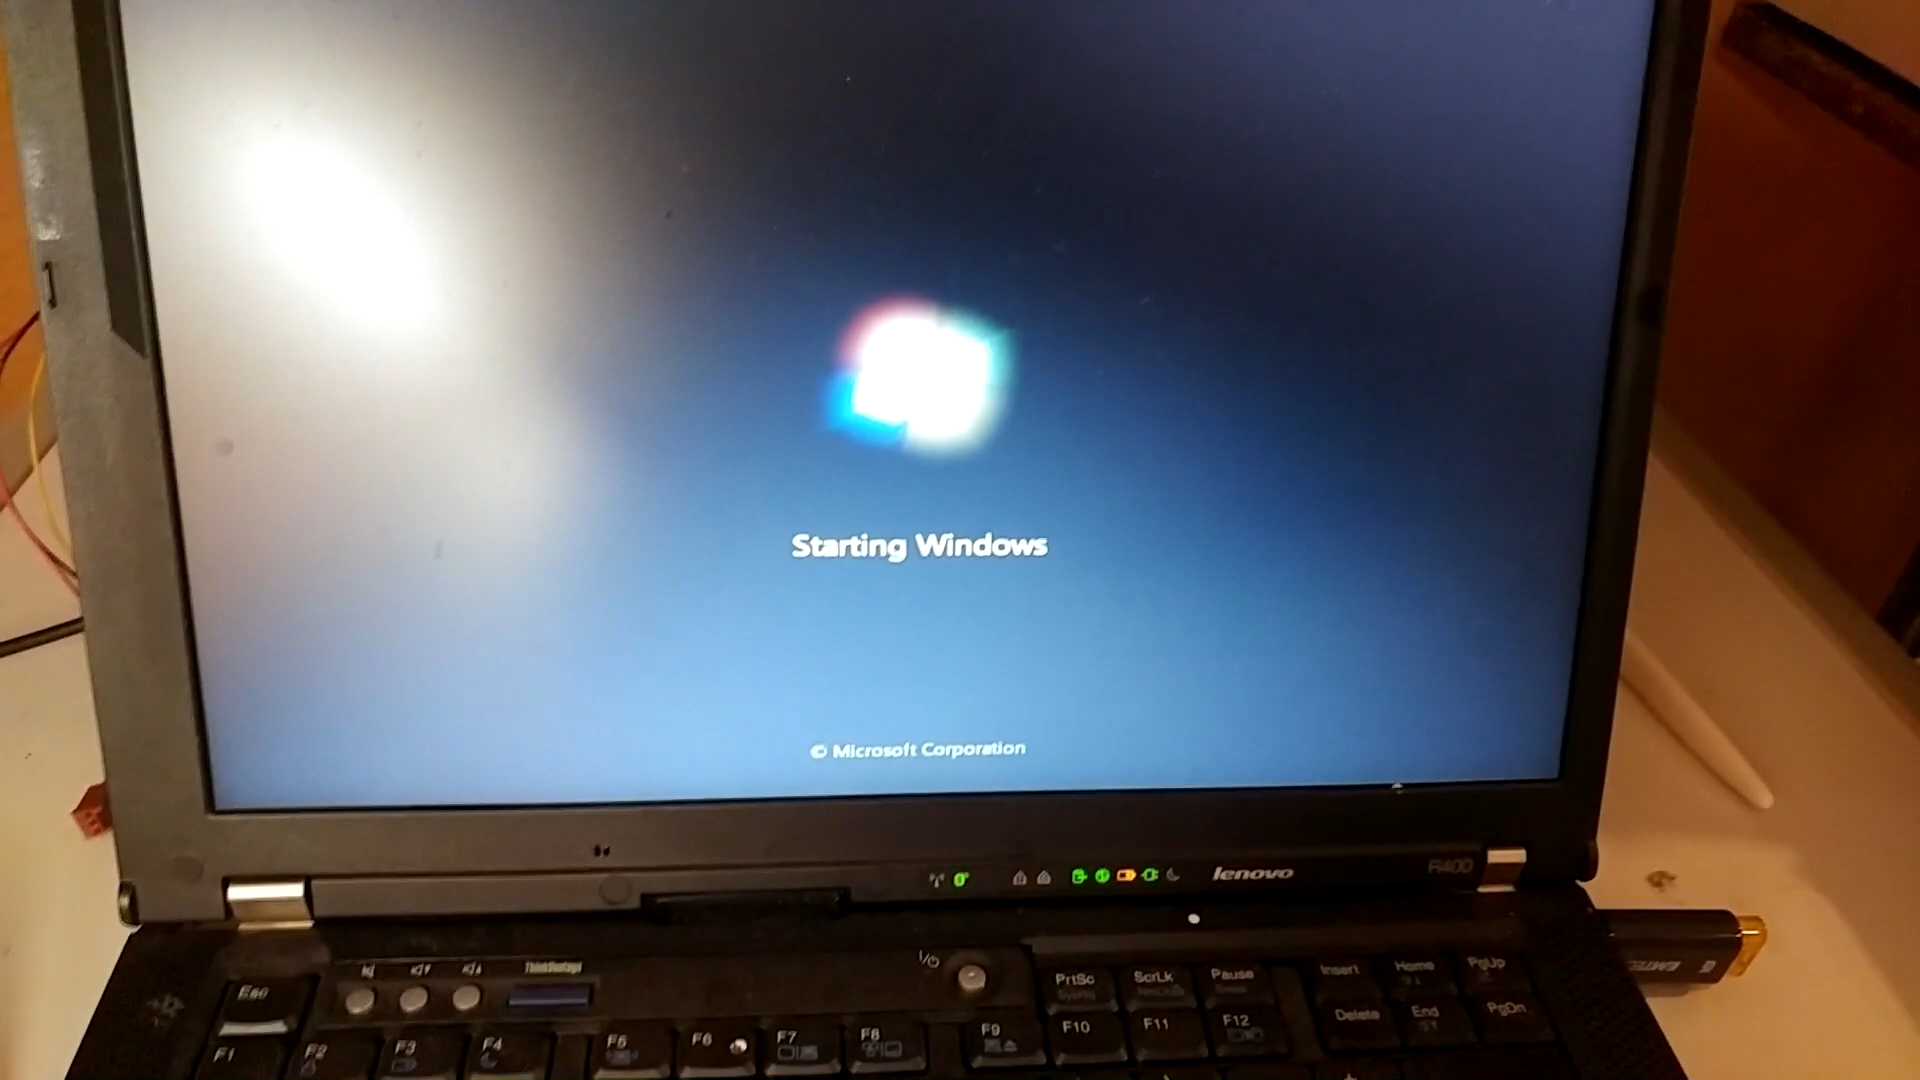 Starting Windows
© Microsoft Corporation
lenovo
R400
ThinkVantage
Esc
PrtSc
ScrLk
Pause
Insert
Home
PgUp
Delete
End
PgDn
F1
F2
F3
F4
F5
F6
F7
F8
F9
F10
F11
F12